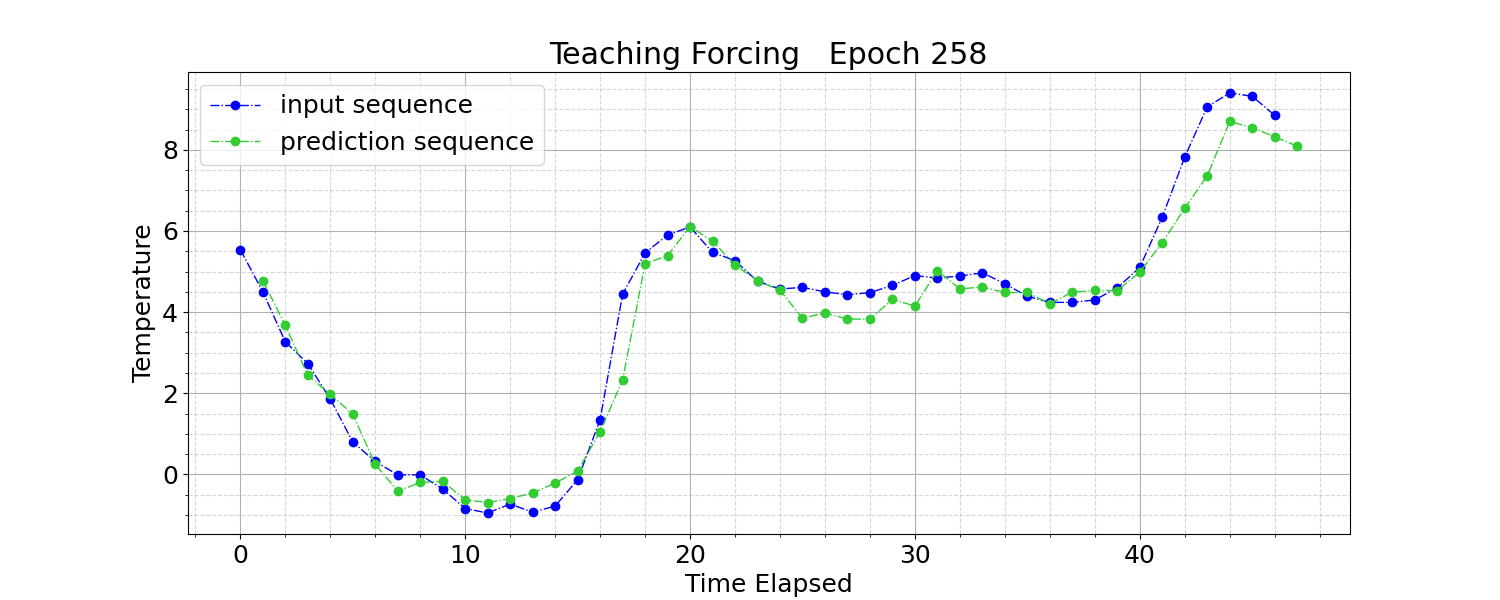 Teaching Forcing   Epoch 258
input sequence
prediction sequence
Temperature
8
6
4
2
0
0 10 20 30 40
Time Elapsed